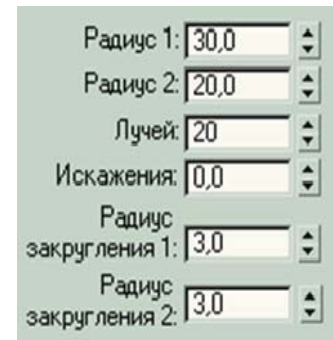 Радиус 1: 30,0
Радиус 2: 20,0
Лучей: 20
Искажения: 0,0
Радиус
закругления 1: 3,0
Радиус
закругления 2: 3,0